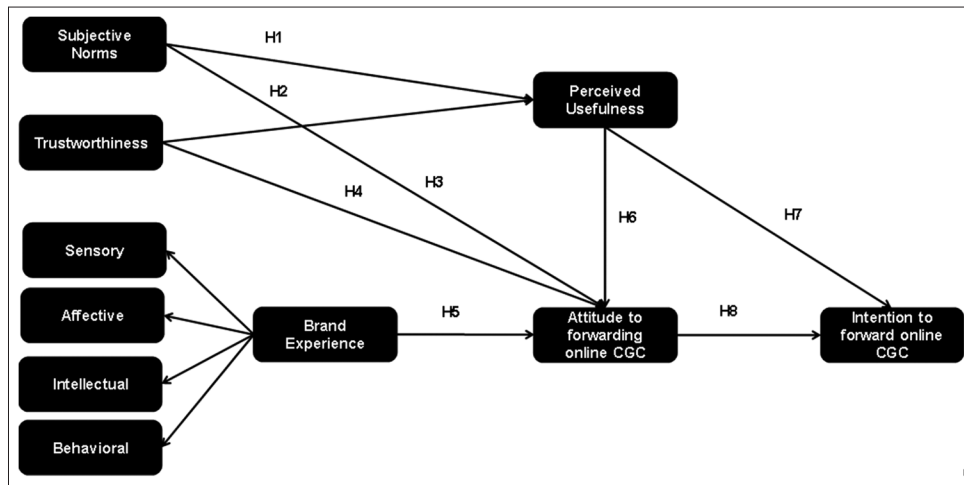 Subjective
Norms
H1
H2
Perceived
Usefulness
Trustworthiness
H4
H3
H6
H7
Sensory
Affective
Brand
Experience
H5
Attitude to
forwarding
online CGC
H8
Intention to
forward online
CGC
Intellectual
Behavioral